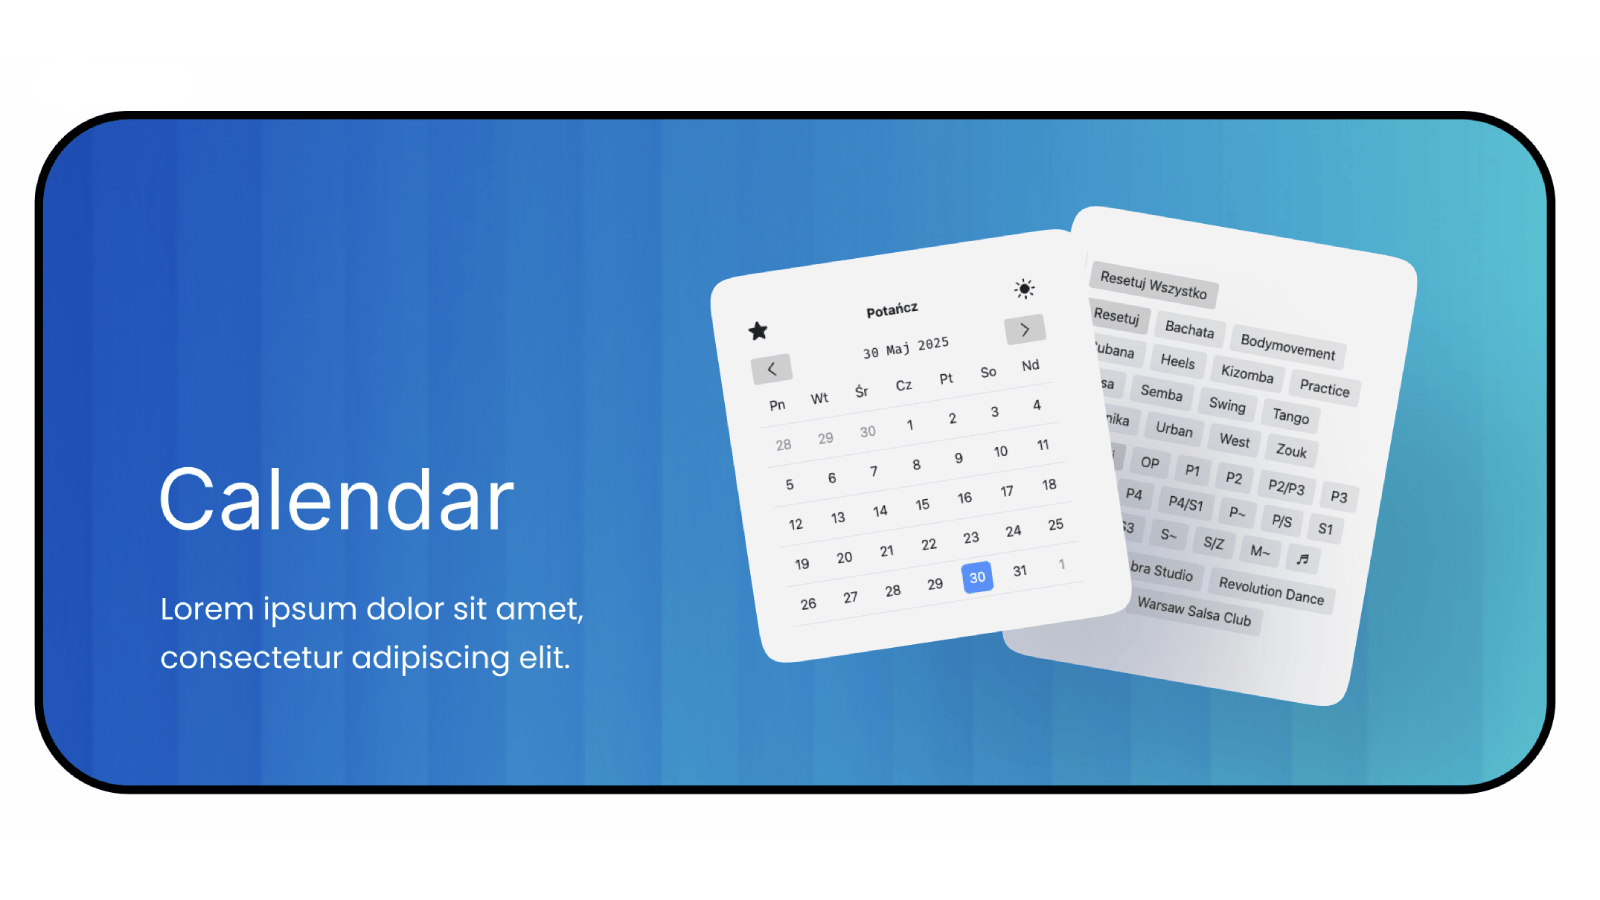 Calendar
Lorem ipsum dolor sit amet,
consectetur adipiscing elit.
Potańcz
30 Maj 2025
Pn Wt Śr Cz Pt So Nd
28 29 30 1 2 3 4
5 6 7 8 9 10 11
12 13 14 15 16 17 18
19 20 21 22 23 24 25
26 27 28 29 30 31 1
Resetuj Wszystko
Resetuj Bachata Bodymovement
Heels Kizomba Practice
Semba Swing Tango
Urban West Zouk
OP P1 P2 P2/P3 P3
P4 P4/S1 P~ P/S S1
S3 S~ S/Z M~ ♬
Studio Revolution Dance
Warsaw Salsa Club